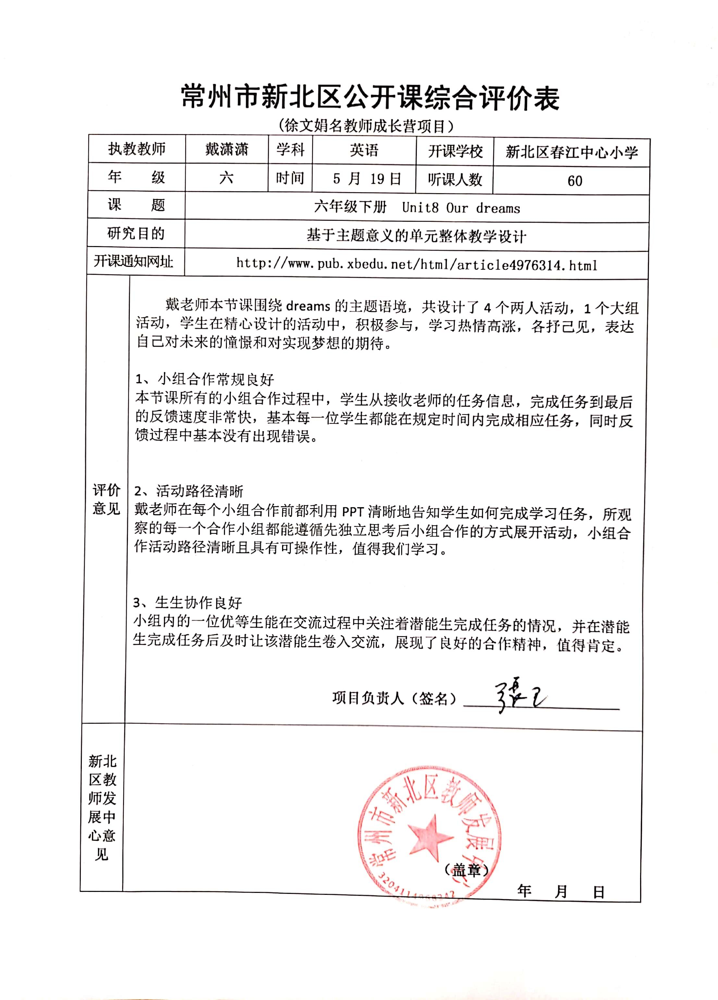 常州市新北区公开课综合评价表
(徐文娟名教师成长营项目）
执教教师 戴潇潇 学科 英语 开课学校 新北区春江中心小学
年 级 六 时间 5 月 19日 听课人数 60
课 题 六年级下册 Unit8 Our dreams
研究目的 基于主题意义的单元整体教学设计
开课通知网址 http://www.pub.xbedu.net/html/article4976314.html
评价
意见
戴老师本节课围绕 dreams 的主题语境，共设计了 4 个两人活动，1 个大组
活动，学生在精心设计的活动中，积极参与，学习热情高涨，各抒己见，表达
自己对未来的憧憬和对实现梦想的期待。
1、小组合作常规良好
本节课所有的小组合作过程中，学生从接收老师的任务信息，完成任务到最后
的反馈速度非常快，基本每一位学生都能在规定时间内完成相应任务，同时反
馈过程中基本没有出现错误。
2、活动路径清晰
戴老师在每个小组合作前都利用 PPT 清晰地告知学生如何完成学习任务，所观
察的每一个合作小组都能遵循先独立思考后小组合作的方式展开活动，小组合
作活动路径清晰且具有可操作性，值得我们学习。
3、生生协作良好
小组内的一位优等生能在交流过程中关注着潜能生完成任务的情况，并在潜能
生完成任务后及时让该潜能生卷入交流，展现了良好的合作精神，值得肯定。
项目负责人（签名）
新北
区教
师发
展中
心意
见
常州市新北区教师发展中心
（盖章）
年 月 日